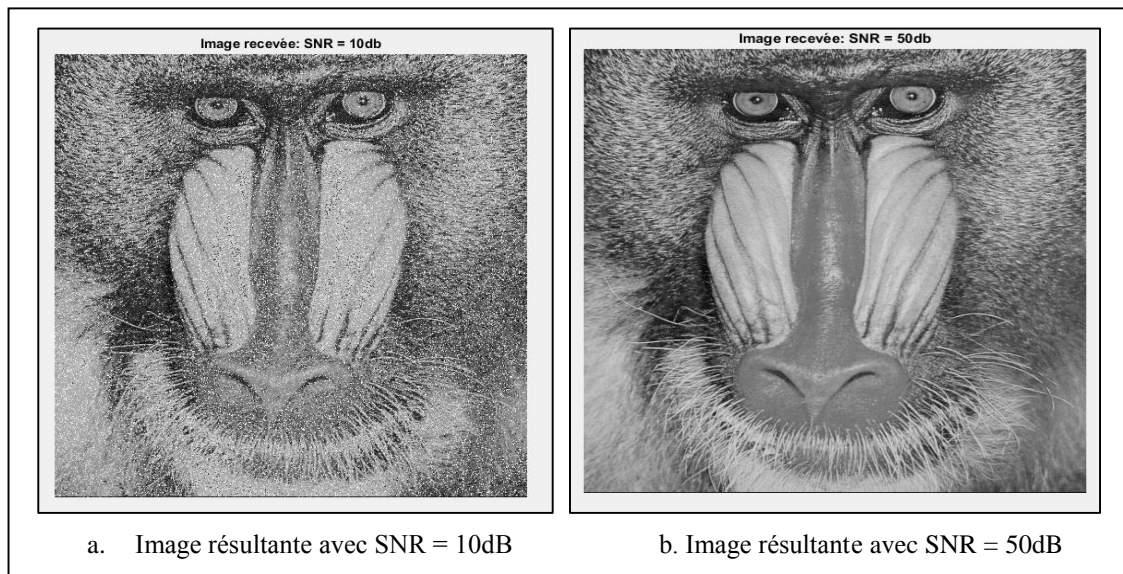 Image recevée: SNR = 10db
Image recevée: SNR = 50db
a. Image résultante avec SNR = 10dB
b. Image résultante avec SNR = 50dB